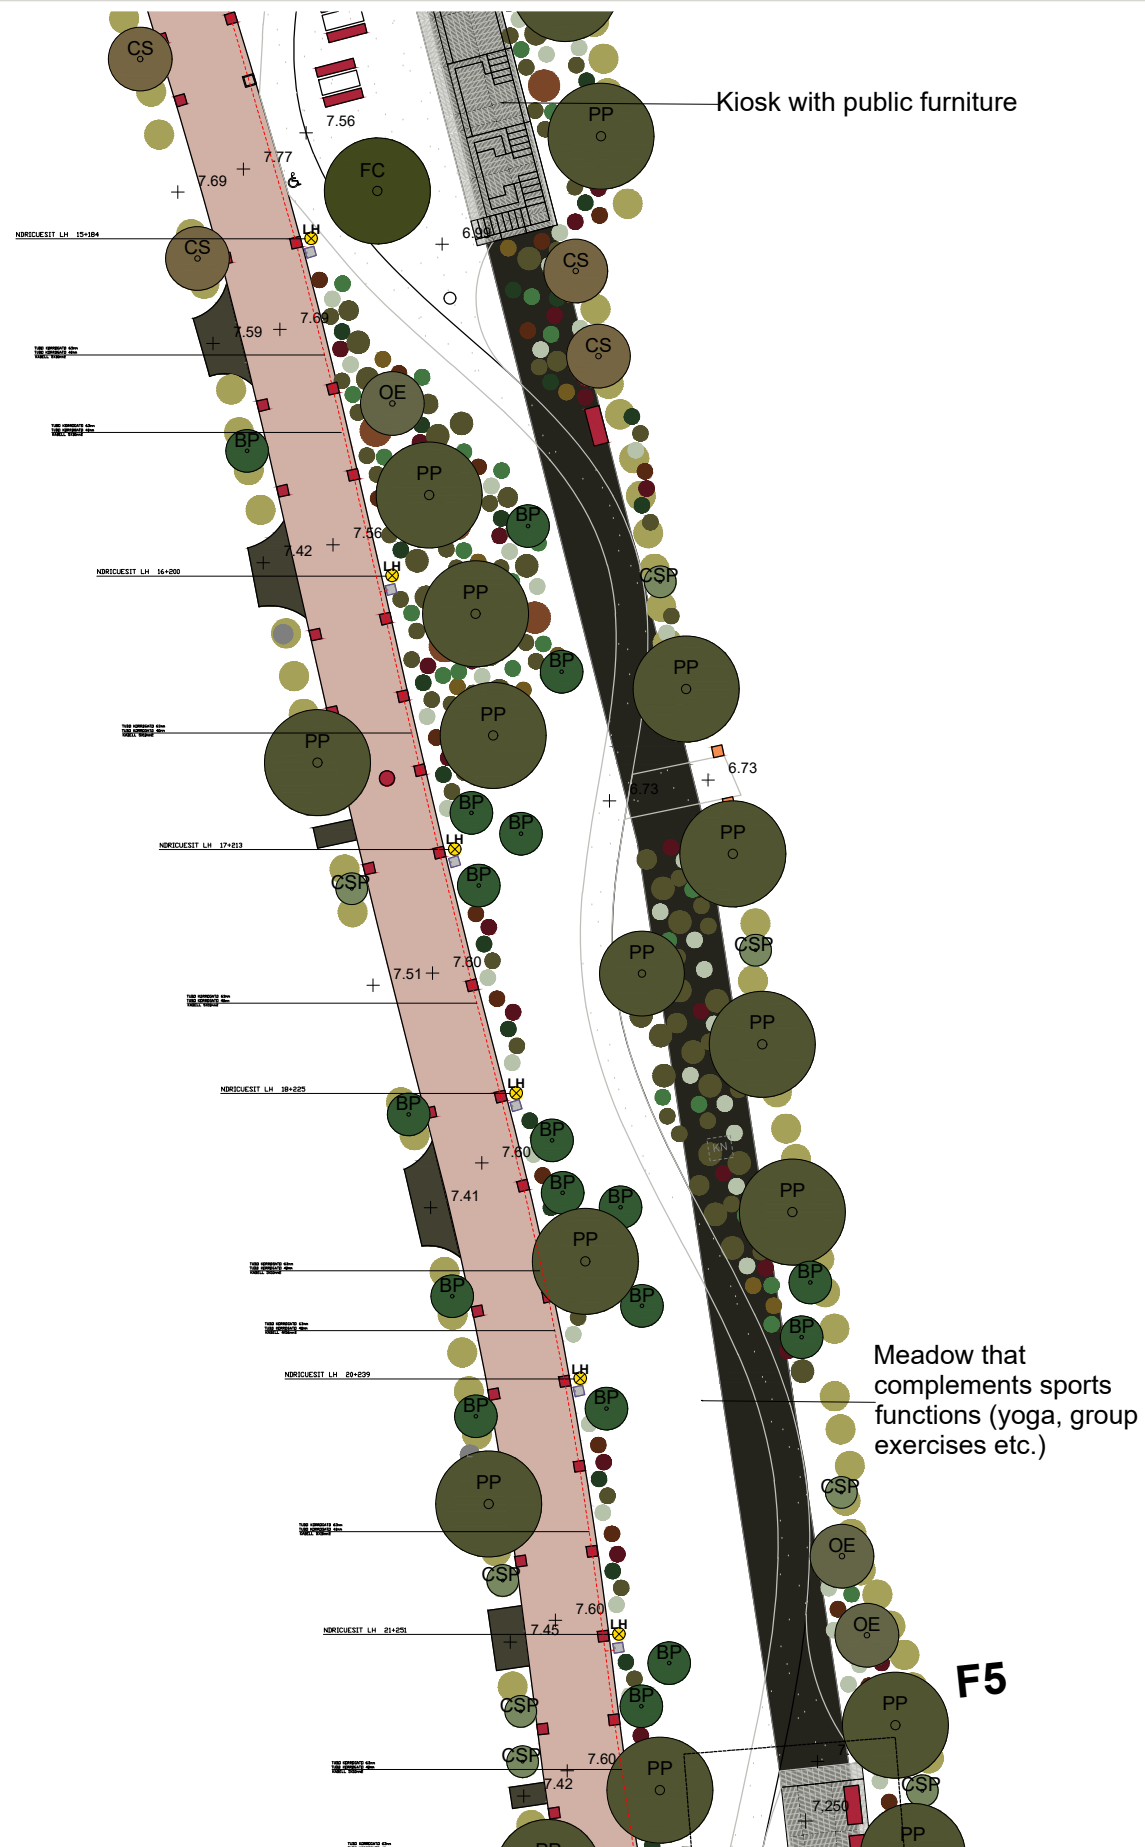 CS
PP
Kiosk with public furniture
7.56
7.77
FC
7.69
LH
6.99
NDRICUESIT LH 15+184
CS
CS
7.69
7.59
TUBO KORROGATO 63mm
CS
OE
BP
PP
BP
7.56
7.42
LH
NDRICUESIT LH 16+200
CSP
PP
BP
PP
PP
PP
6.73
6.73
BP
BP
PP
LH
NDRICUESIT LH 17+213
CSP
BP
CSP
PP
7.60
7.51
PP
LH
NDRICUESIT LH 18+225
BP
BP
KN
7.60
BP
PP
7.41
BP
PP
BP
BP
BP
Meadow that
complements sports
functions (yoga, group
exercises etc.)
LH
NDRICUESIT LH 20+239
BP
BP
PP
CSP
OE
CSP
7.60
LH
OE
7.45
NDRICUESIT LH 21+251
BP
F5
BP
CSP
PP
CSP
7.60
PP
7.42
CSP
7.250
PP
PP